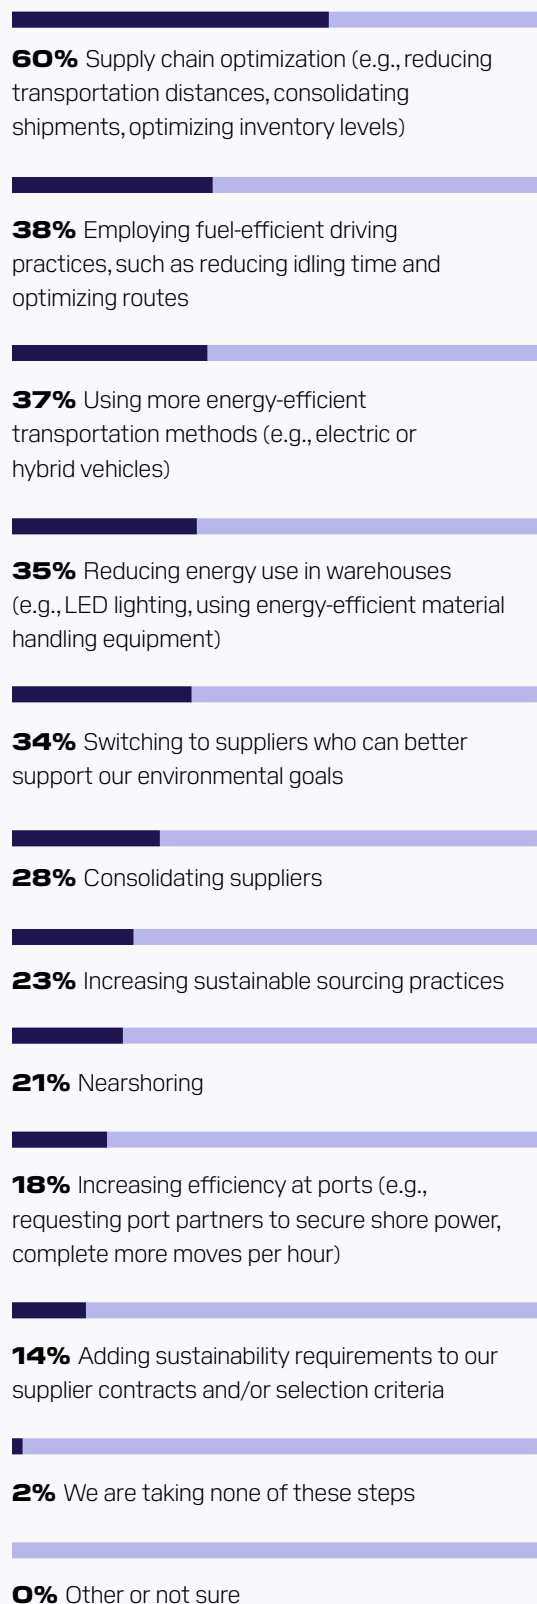 60% Supply chain optimization (e.g., reducing
transportation distances, consolidating
shipments, optimizing inventory levels)
38% Employing fuel-efficient driving
practices, such as reducing idling time and
optimizing routes
37% Using more energy-efficient
transportation methods (e.g., electric or
hybrid vehicles)
35% Reducing energy use in warehouses
(e.g., LED lighting, using energy-efficient material
handling equipment)
34% Switching to suppliers who can better
support our environmental goals
28% Consolidating suppliers
23% Increasing sustainable sourcing practices
21% Nearshoring
18% Increasing efficiency at ports (e.g.,
requesting port partners to secure shore power,
complete more moves per hour)
14% Adding sustainability requirements to our
supplier contracts and/or selection criteria
2% We are taking none of these steps
0% Other or not sure